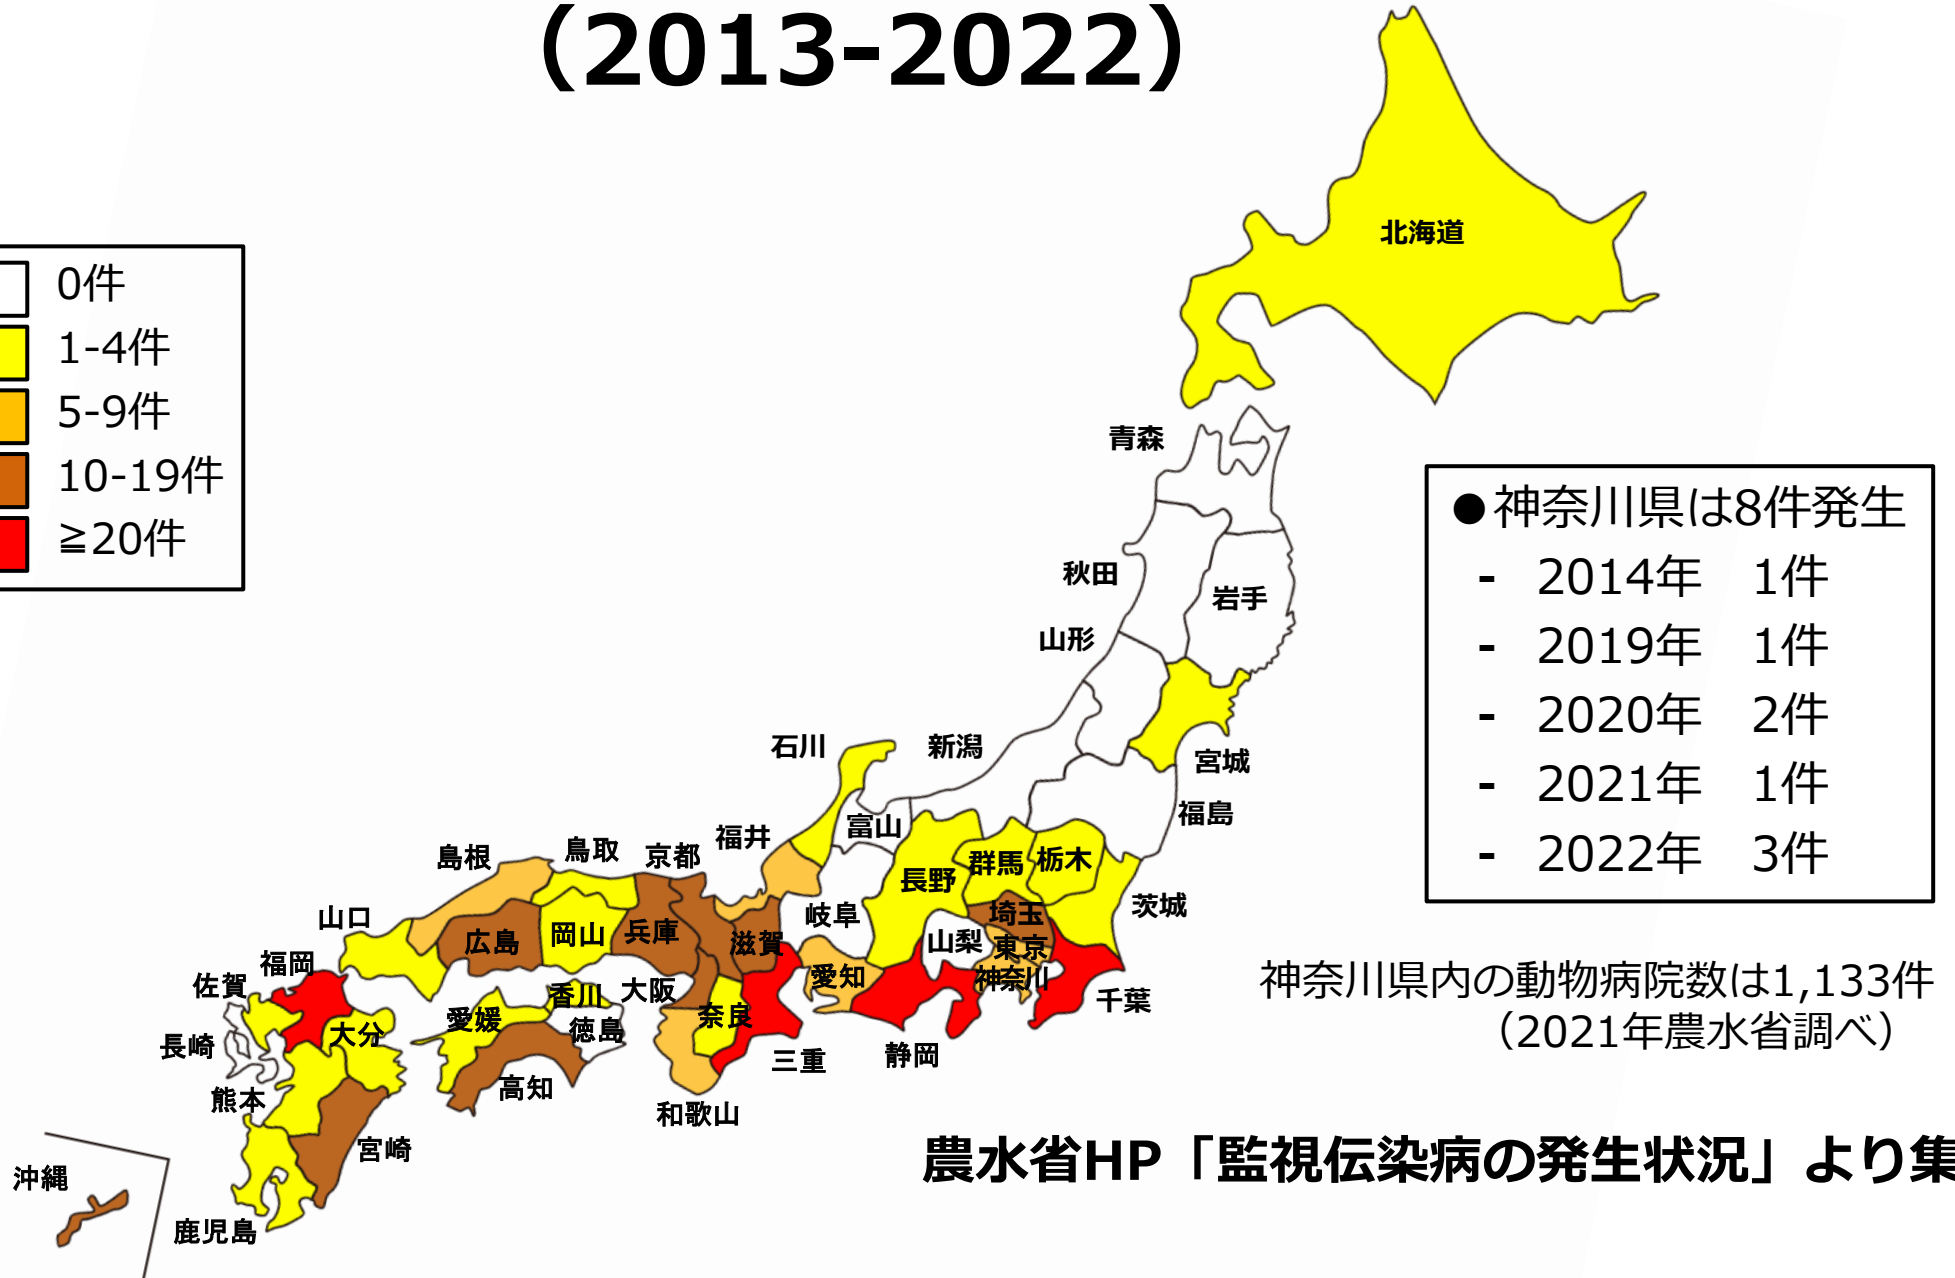 （2013-2022）
0件
1-4件
5-9件
10-19件
≧20件
北海道
青森
秋田
岩手
山形
宮城
福島
新潟
石川
富山
福井
長野
群馬
栃木
茨城
埼玉
東京
神奈川
千葉
山梨
静岡
岐阜
愛知
三重
滋賀
京都
兵庫
大阪
奈良
和歌山
鳥取
島根
岡山
広島
山口
香川
徳島
愛媛
高知
福岡
佐賀
長崎
大分
熊本
宮崎
鹿児島
沖縄
●神奈川県は8件発生
- 2014年 1件
- 2019年 1件
- 2020年 2件
- 2021年 1件
- 2022年 3件
神奈川県内の動物病院数は1,133件
（2021年農水省調べ）
農水省HP「監視伝染病の発生状況」より集